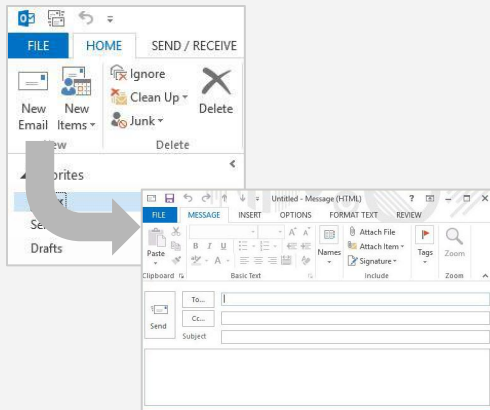 FILE HOME SEND / RECEIVE
New Email
New Items
Ignore
Clean Up
Junk
Delete
New Delete
Se
Drafts
Untitled - Message (HTML)
FILE MESSAGE INSERT OPTIONS FORMAT TEXT REVIEW
Paste
B I U
A A
A
Names
Attach File
Attach Item
Signature
Tags
Zoom
Clipboard Basic Text Include Zoom
Send
To...
Cc...
Subject